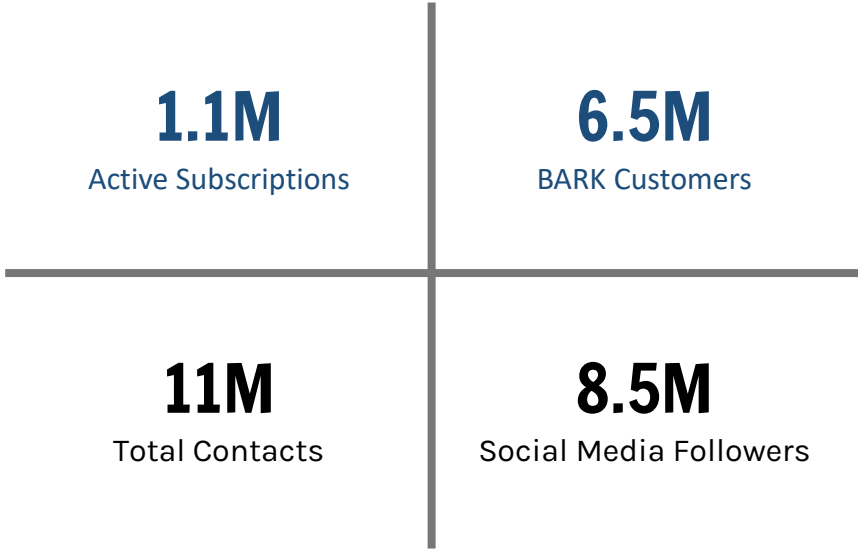 1.1M
Active Subscriptions
6.5M
BARK Customers
11M
Total Contacts
8.5M
Social Media Followers